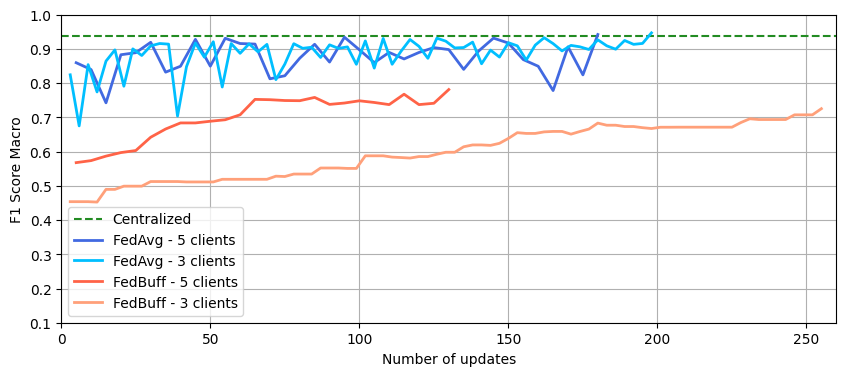 1.0
0.9
0.8
0.7
0.6
0.5
0.4
0.3
0.2
0.1
F1 Score Macro
Centralized
FedAvg - 5 clients
FedAvg - 3 clients
FedBuff - 5 clients
FedBuff - 3 clients
0 50 100 150 200 250
Number of updates